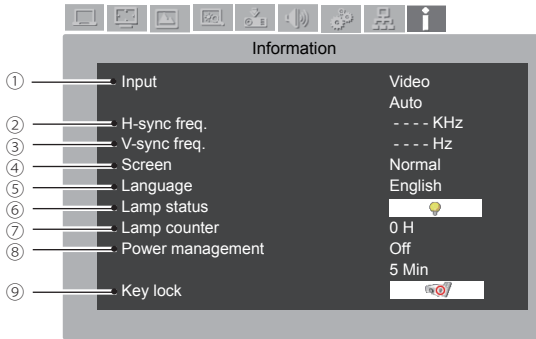 Information
① Input Video
Auto
② H-sync freq. - - - - KHz
③ V-sync freq. - - - - Hz
④ Screen Normal
⑤ Language English
⑥ Lamp status
⑦ Lamp counter 0 H
⑧ Power management Off
5 Min
⑨ Key lock